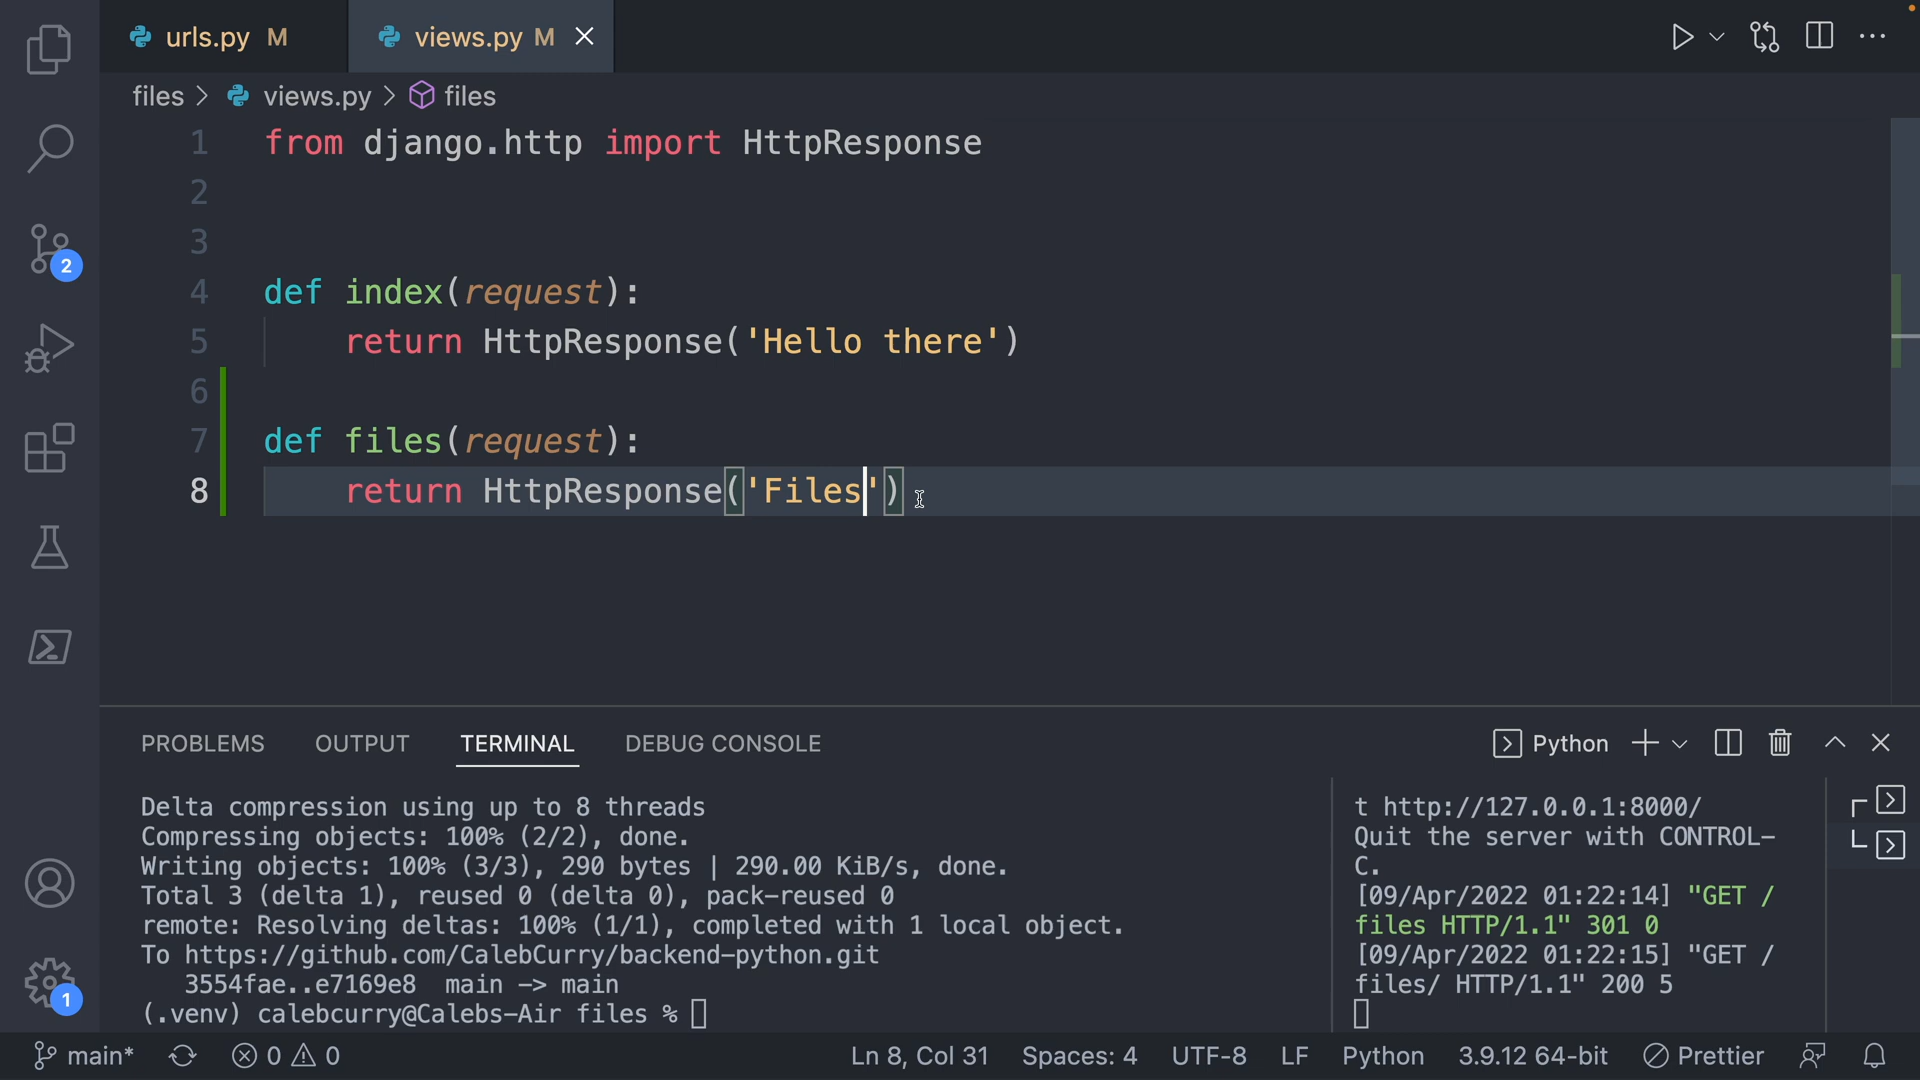 urls.py M
views.py M
files > views.py > files
1 from django.http import HttpResponse
2
3
4 def index(request):
5 return HttpResponse('Hello there')
6
7 def files(request):
8 return HttpResponse('Files')
2
1
PROBLEMS OUTPUT TERMINAL DEBUG CONSOLE
Python
Delta compression using up to 8 threads
Compressing objects: 100% (2/2), done.
Writing objects: 100% (3/3), 290 bytes | 290.00 KiB/s, done.
Total 3 (delta 1), reused 0 (delta 0), pack-reused 0
remote: Resolving deltas: 100% (1/1), completed with 1 local object.
To https://github.com/CalebCurry/backend-python.git
3554fae..e7169e8 main -> main
(.venv) calebcurry@Calebs-Air files %
t http://127.0.0.1:8000/
Quit the server with CONTROL-
C.
[09/Apr/2022 01:22:14] "GET /
files HTTP/1.1" 301 0
[09/Apr/2022 01:22:15] "GET /
files/ HTTP/1.1" 200 5
main* 0 0 Ln 8, Col 31 Spaces: 4 UTF-8 LF Python 3.9.12 64-bit Prettier